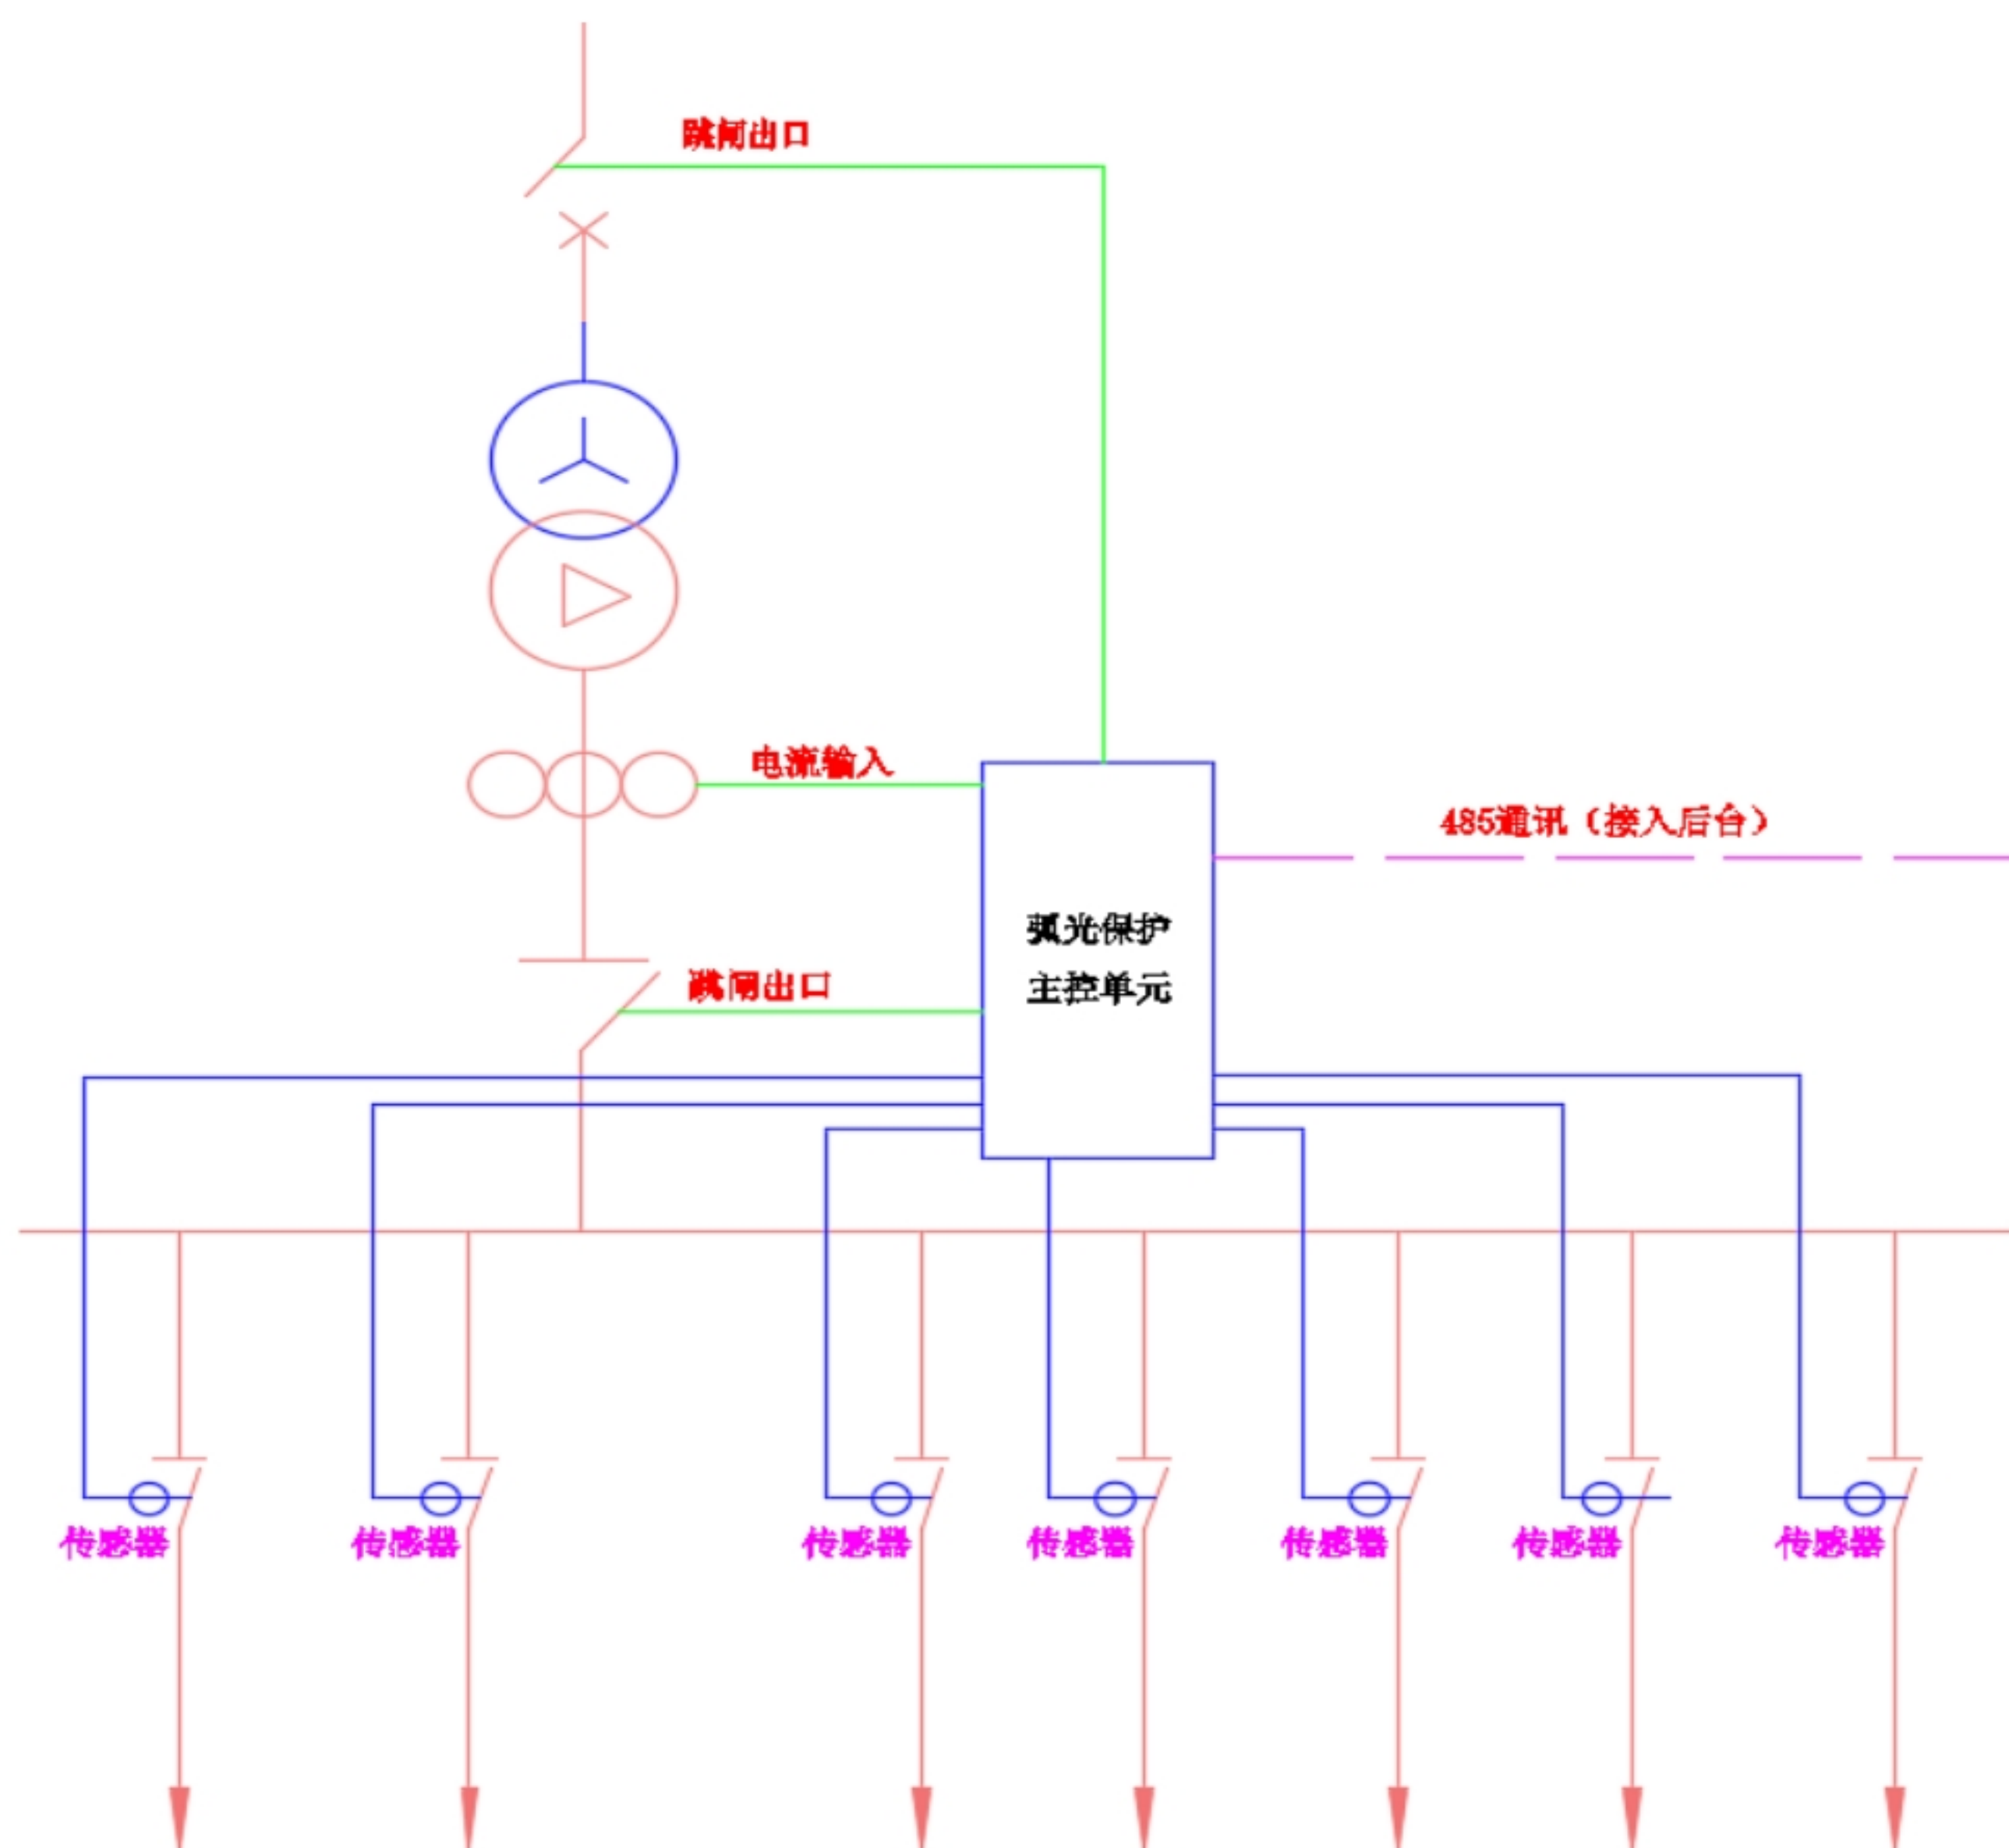 跳闸出口
电流输入
485通讯（接入后台）
弧光保护
主控单元
跳闸出口
传感器
传感器
传感器
传感器
传感器
传感器
传感器